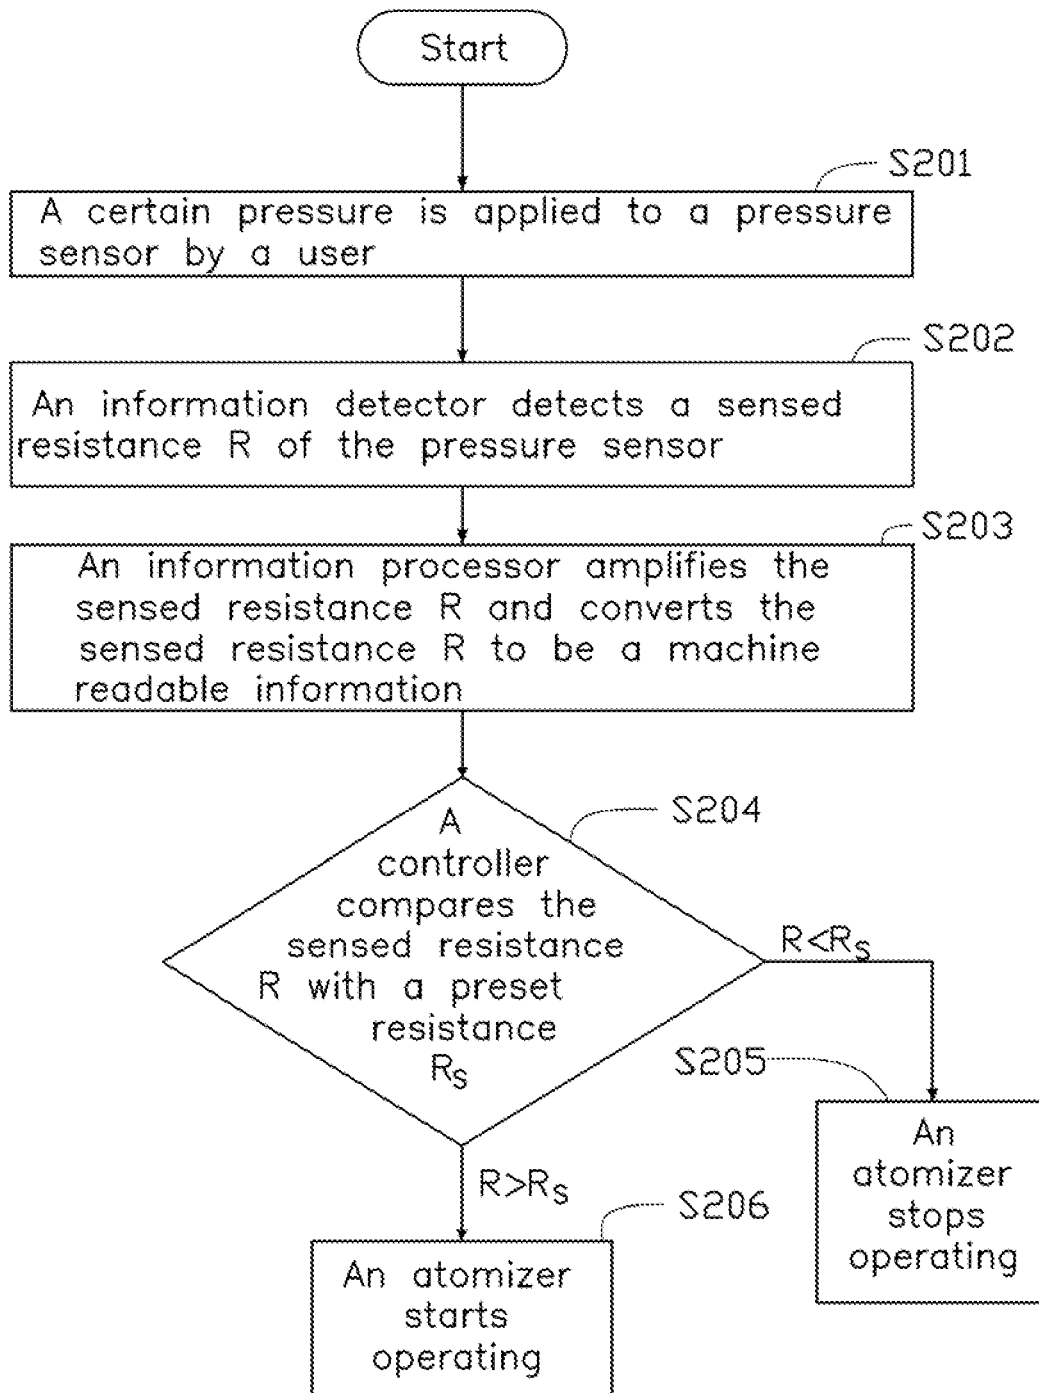 Start
S201
A certain pressure is applied to a pressure
sensor by a user
S202
An information detector detects a sensed
resistance R of the pressure sensor
S203
An information processor amplifies the
sensed resistance R and converts the
sensed resistance R to be a machine
readable information
S204
A
controller
compares the
sensed resistance
R with a preset
resistance
Rs
R<Rs
S205
An
atomizer
stops
operating
R>Rs
S206
An atomizer
starts
operating